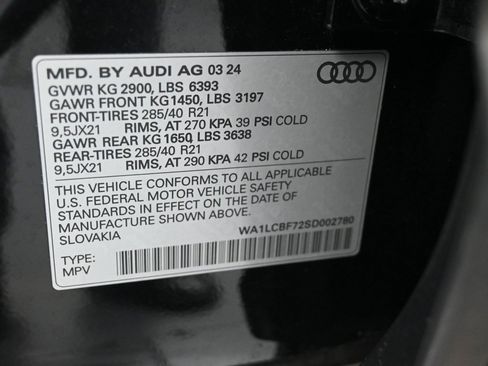 MFD. BY AUDI AG 03 24
GVWR KG 2900, LBS 6393
GAWR FRONT KG1450, LBS 3197
FRONT-TIRES 285/40 R21
9,5JX21 RIMS, AT 270 KPA 39 PSI COLD
GAWR REAR KG 1650, LBS 3638
REAR-TIRES 285/40 R21
9,5JX21 RIMS, AT 290 KPA 42 PSI COLD
THIS VEHICLE CONFORMS TO ALL APPLICABLE
U.S. FEDERAL MOTOR VEHICLE SAFETY
STANDARDS IN EFFECT ON THE DATE OF
MANUFACTURE SHOWN ABOVE
SLOVAKIA WA1LCBF72SD002780
TYPE:
MPV